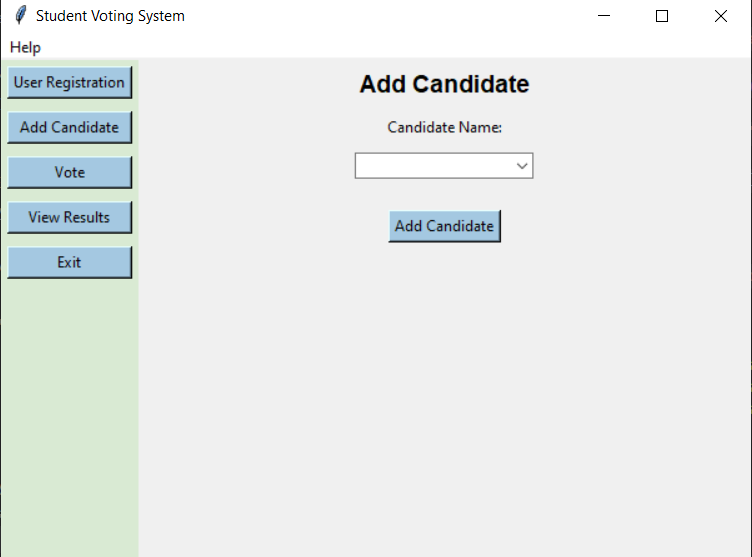 Student Voting System
Help
User Registration
Add Candidate
Vote
View Results
Exit
Add Candidate
Candidate Name:
Add Candidate